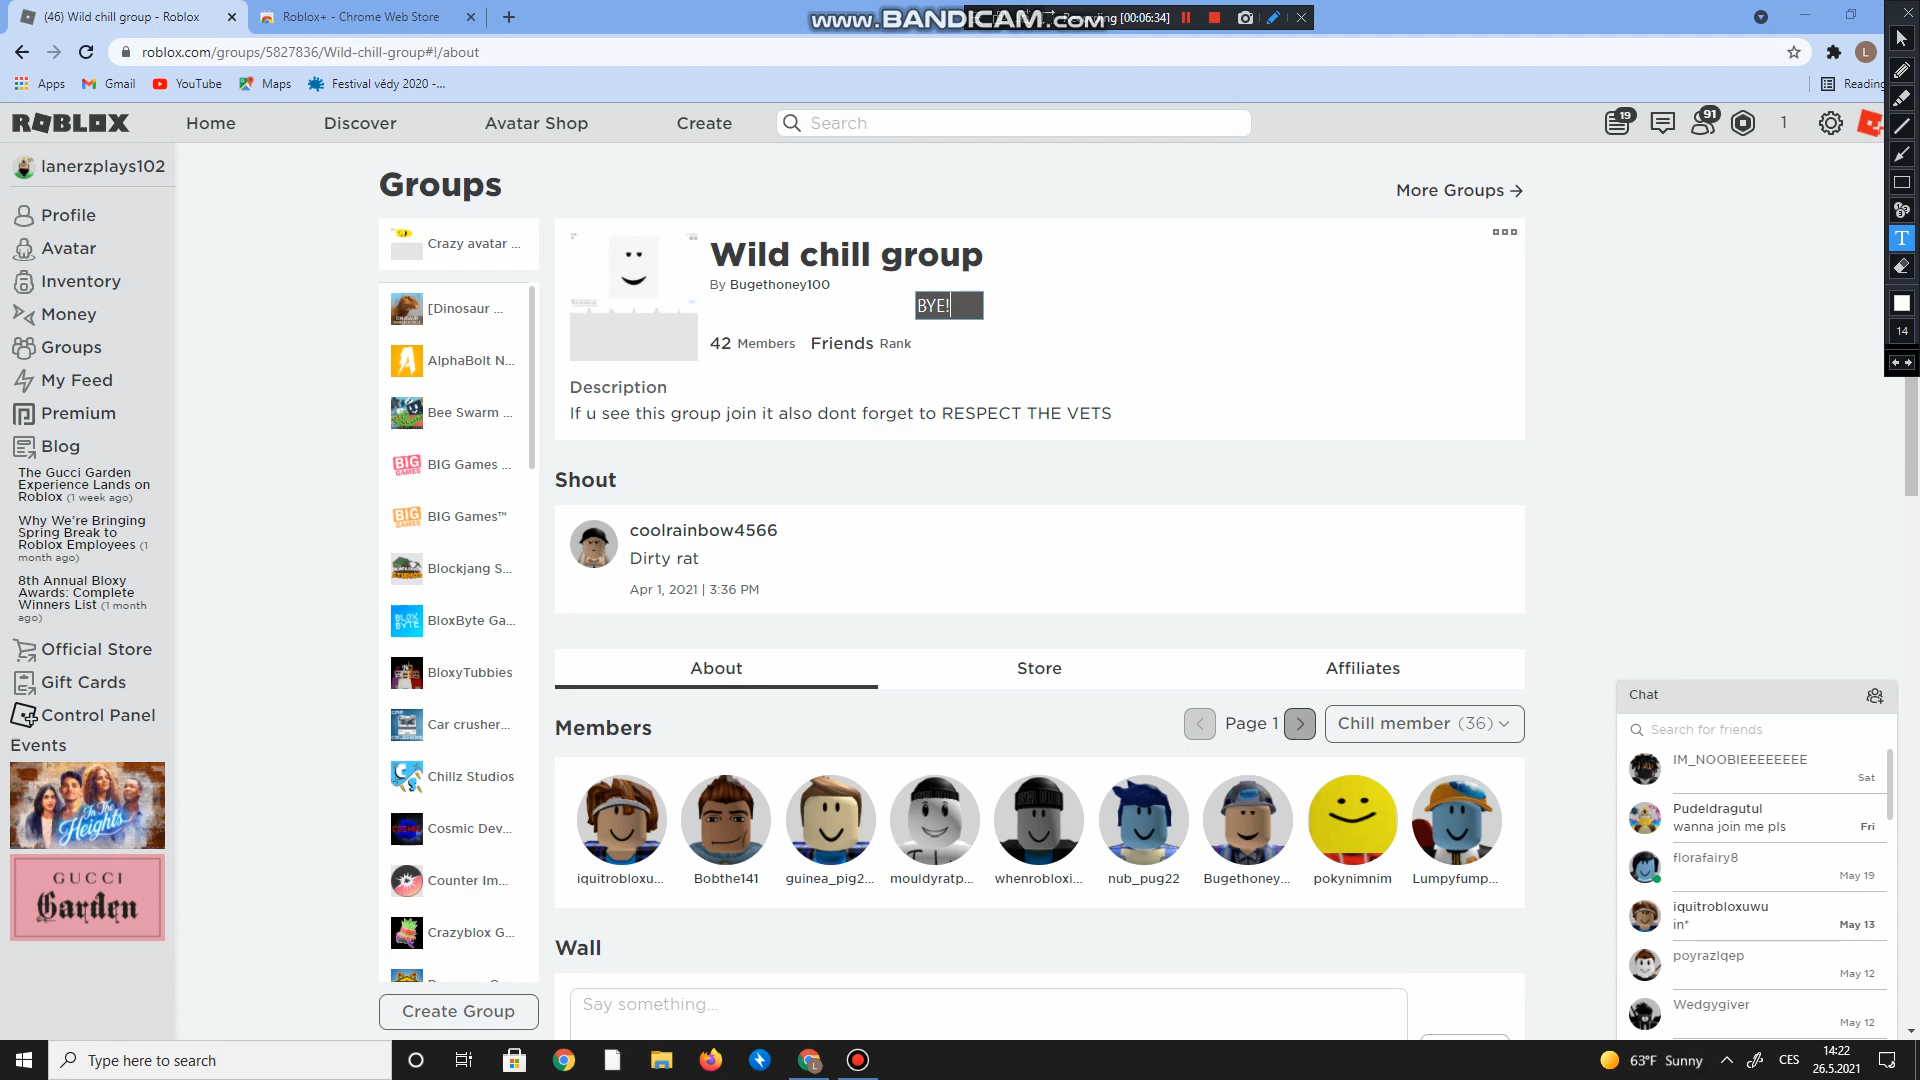 (46) Wild chill group - Roblox
Roblox+ - Chrome Web Store
www.BANDICAM.com
Recording [00:06:34]
roblox.com/groups/5827836/Wild-chill-group#!/about
L
Apps
Gmail
YouTube
Maps
Festival vědy 2020 -...
Reading
ROBLOX
Home
Discover
Avatar Shop
Create
Search
19
91
1
lanerzplays102
Profile
Avatar
Inventory
Money
Groups
My Feed
Premium
Blog
The Gucci Garden
Experience Lands on
Roblox (1 week ago)
Why We're Bringing
Spring Break to
Roblox Employees (1
month ago)
8th Annual Bloxy
Awards: Complete
Winners List (1 month
ago)
Official Store
Gift Cards
Control Panel
Events
In The Heights
GUCCI
Garden
Groups
More Groups →
Crazy avatar ...
[Dinosaur ...
AlphaBolt N...
Bee Swarm ...
BIG Games ...
BIG Games™
Blockjang S...
BloxByte Ga...
BloxyTubbies
Car crusher...
Chillz Studios
Cosmic Dev...
Counter Im...
Crazyblox G...
Create Group
Wild chill group
By Bugethoney100
BYE!
42 Members Friends Rank
Description
If u see this group join it also dont forget to RESPECT THE VETS
Shout
coolrainbow4566
Dirty rat
Apr 1, 2021 | 3:36 PM
About
Store
Affiliates
Members
Page 1
Chill member (36)
iquitrobloxu...
Bobthe141
guinea_pig2...
mouldyratp...
whenrobloxi...
nub_pug22
Bugethoney...
pokynimnim
Lumpyfump...
Wall
Say something...
Chat
Search for friends
IM_NOOBIEEEEEEEE
Sat
Pudeldragutul
wanna join me pls
Fri
florafairy8
May 19
iquitrobloxuwu
in*
May 13
poyrazlqep
May 12
Wedgygiver
May 12
T
14
Type here to search
63°F Sunny
CES
14:22
26.5.2021